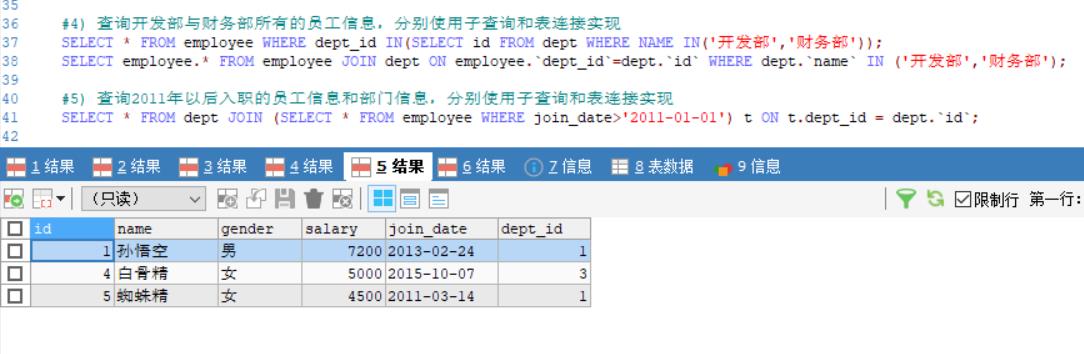 35
36 #4) 查询开发部与财务部所有的员工信息，分别使用子查询和表连接实现
37 SELECT * FROM employee WHERE dept_id IN(SELECT id FROM dept WHERE NAME IN('开发部','财务部'));
38 SELECT employee.* FROM employee JOIN dept ON employee.`dept_id`=dept.`id` WHERE dept.`name` IN ('开发部','财务部');
39
40 #5) 查询2011年以后入职的员工信息和部门信息，分别使用子查询和表连接实现
41 SELECT * FROM dept JOIN (SELECT * FROM employee WHERE join_date>'2011-01-01') t ON t.dept_id = dept.`id`;
42
1 结果 2 结果 3 结果 4 结果 5 结果 6 结果 7 信息 8 表数据 9 信息
（只读） 限制行 第一行:
id name gender salary join_date dept_id
1 孙悟空 男 7200 2013-02-24 1
4 白骨精 女 5000 2015-10-07 3
5 蜘蛛精 女 4500 2011-03-14 1